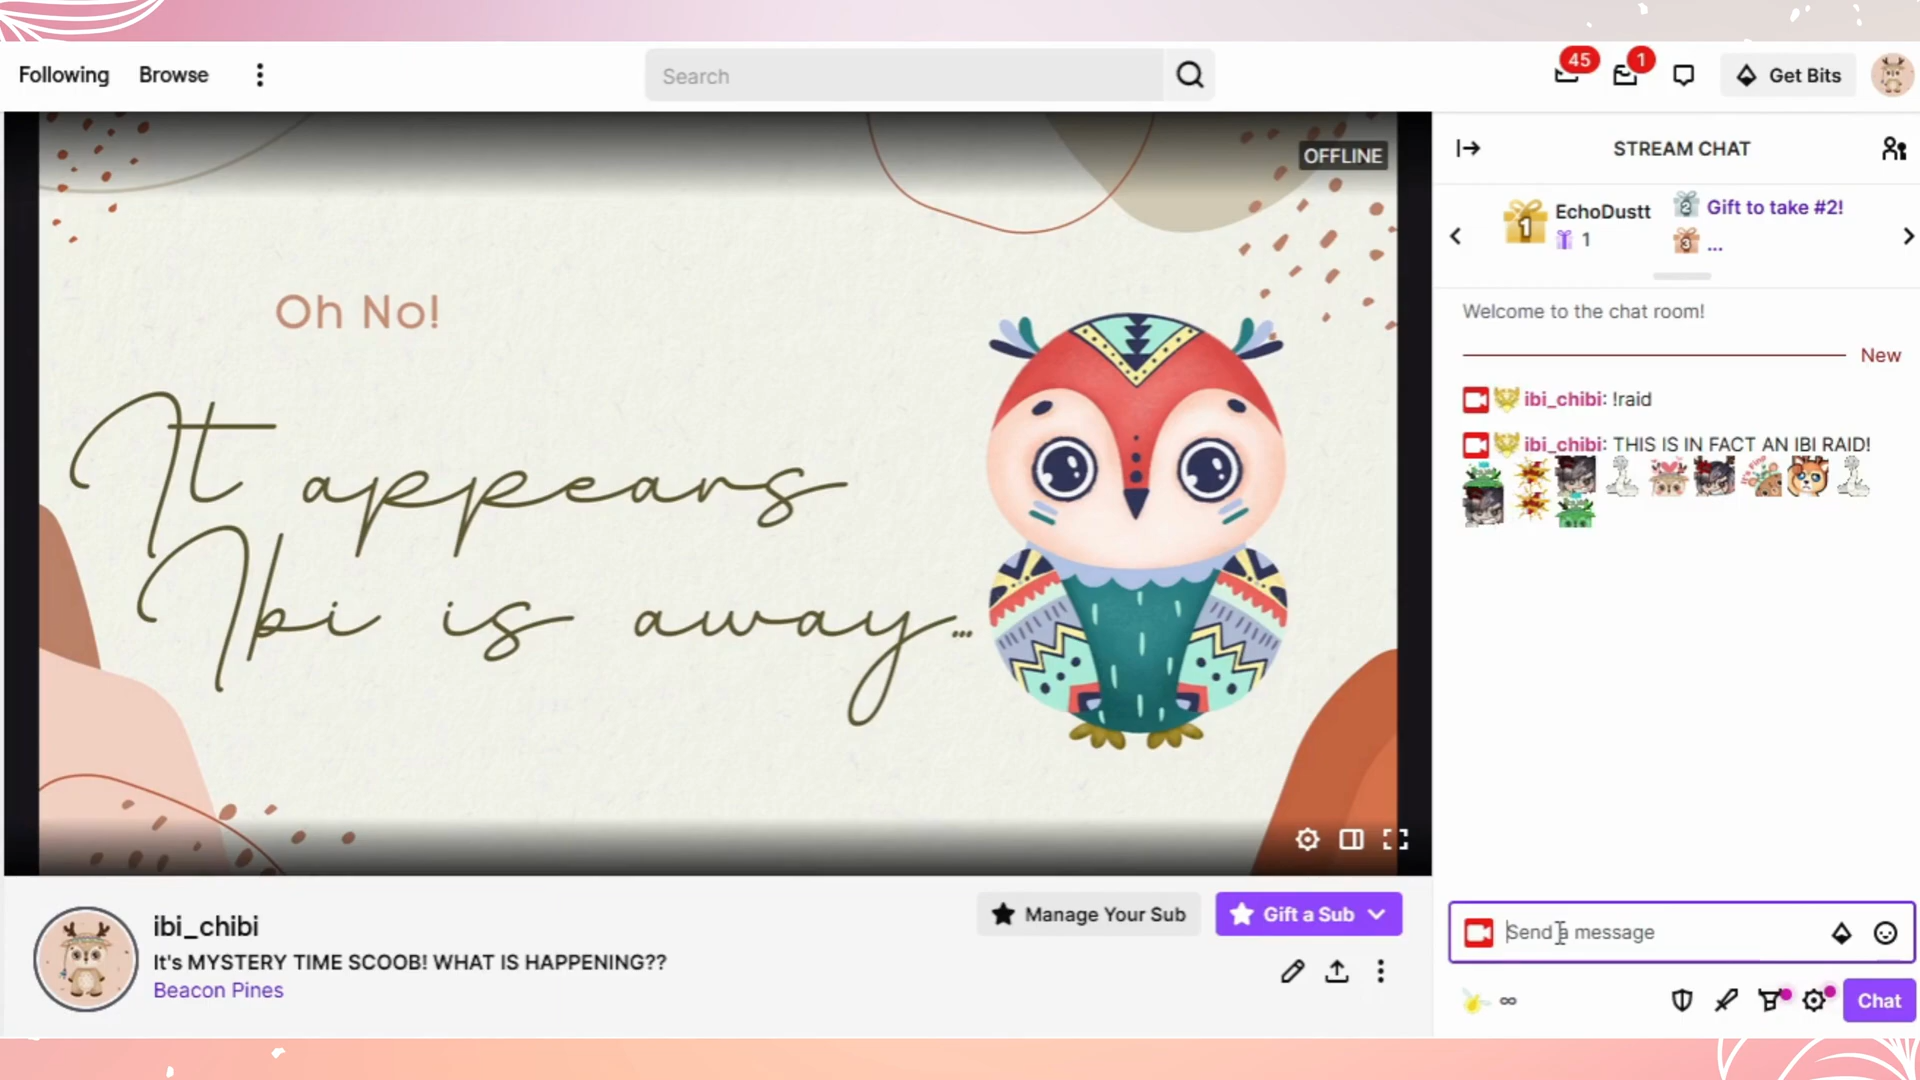 Following Browse
Search
45
1
Get Bits
OFFLINE
Oh No!
It appears
Ibi is away...
STREAM CHAT
1
EchoDustt
1
2
Gift to take #2!
3
...
Welcome to the chat room!
New
ibi_chibi: !raid
ibi_chibi: THIS IS IN FACT AN IBI RAID!
ibi_chibi
It's MYSTERY TIME SCOOB! WHAT IS HAPPENING??
Beacon Pines
Manage Your Sub
Gift a Sub
Send a message
∞
Chat